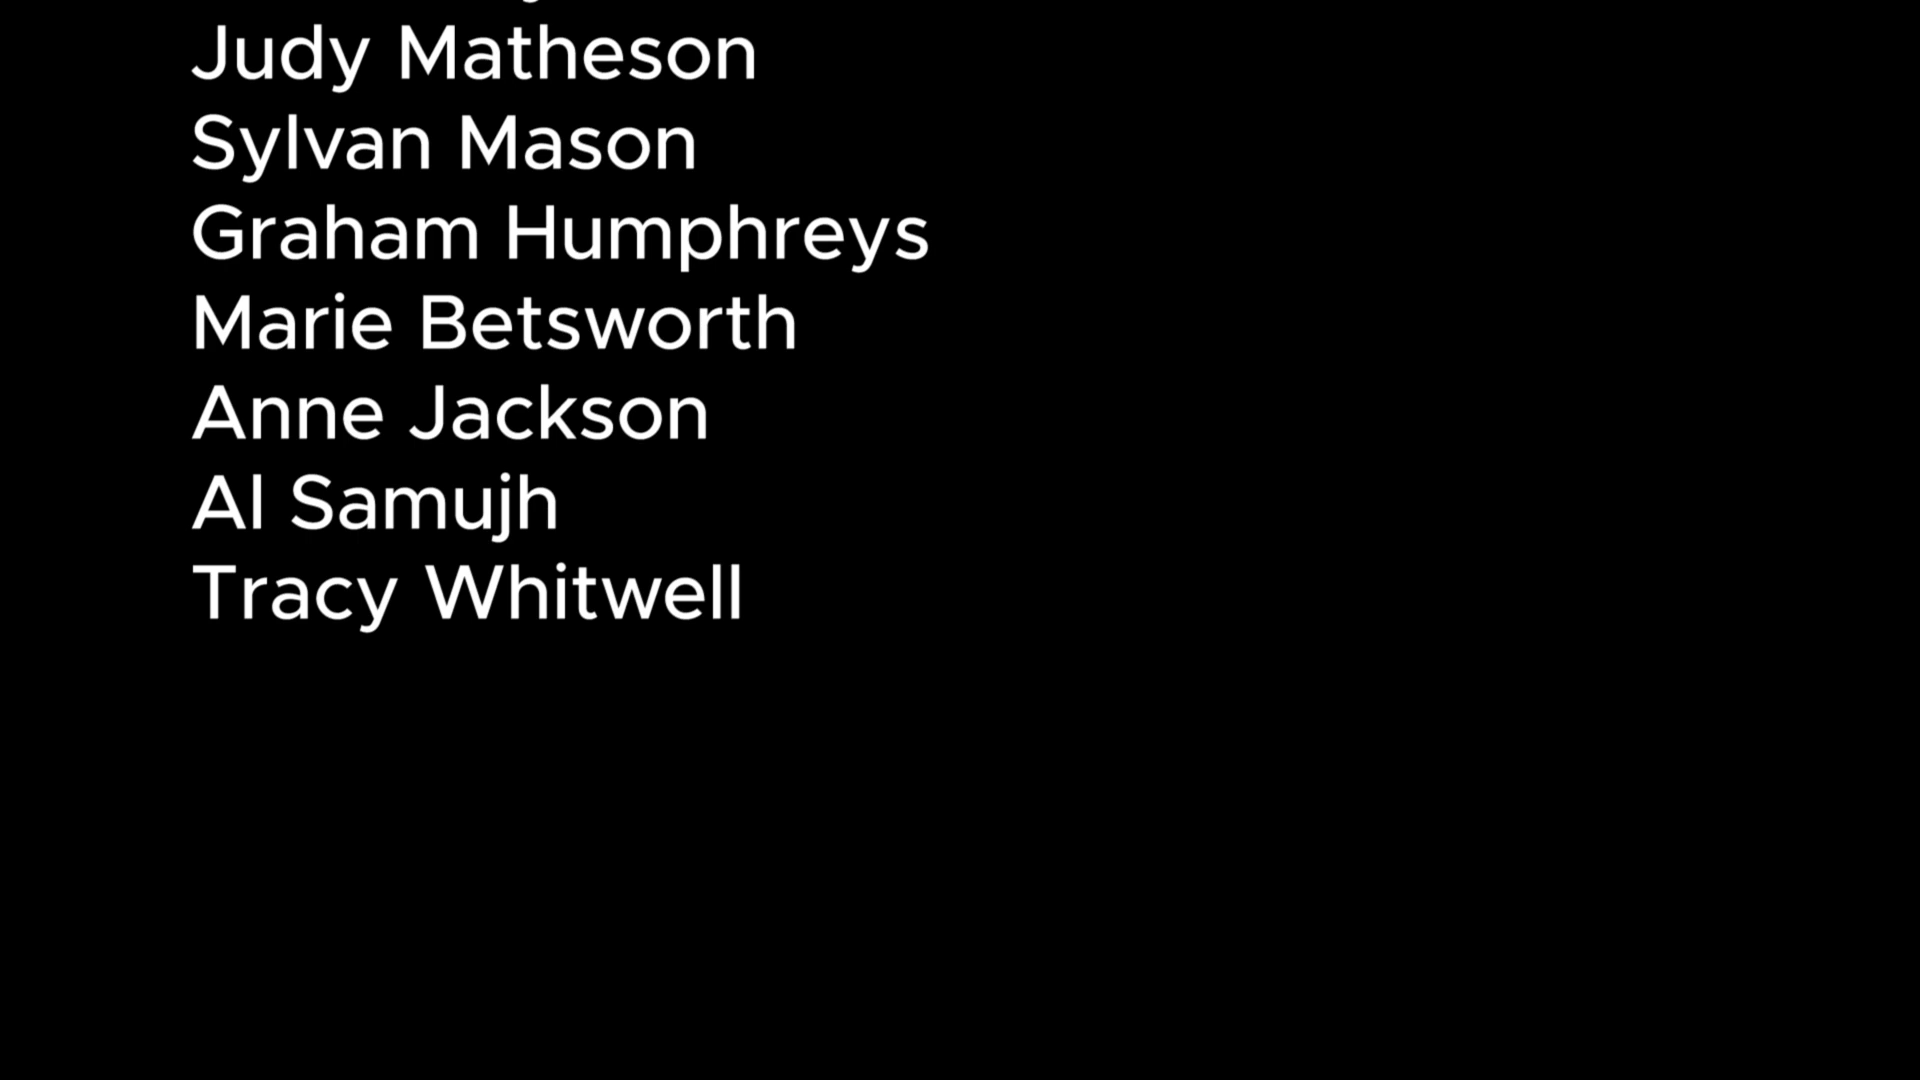 Judy Matheson
Sylvan Mason
Graham Humphreys
Marie Betsworth
Anne Jackson
Al Samujh
Tracy Whitwell